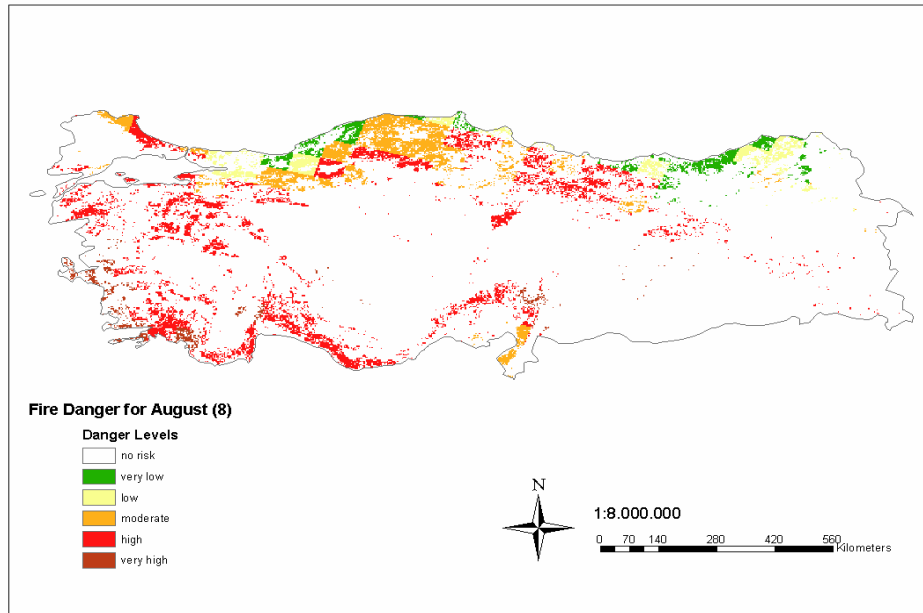 Fire Danger for August (8)
Danger Levels
no risk
very low
low
moderate
high
very high
N
1:8.000.000
0 70 140 280 420 560
Kilometers